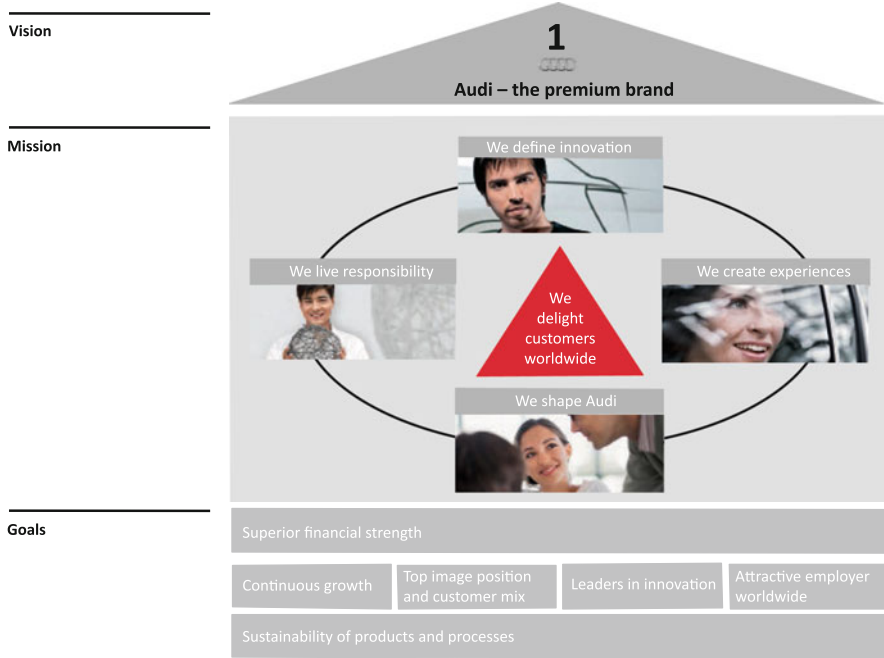 Vision
1
Audi – the premium brand
Mission
We define innovation
We live responsibility
We create experiences
We
delight
customers
worldwide
We shape Audi
Goals
Superior financial strength
Continuous growth
Top image position
and customer mix
Leaders in innovation
Attractive employer
worldwide
Sustainability of products and processes